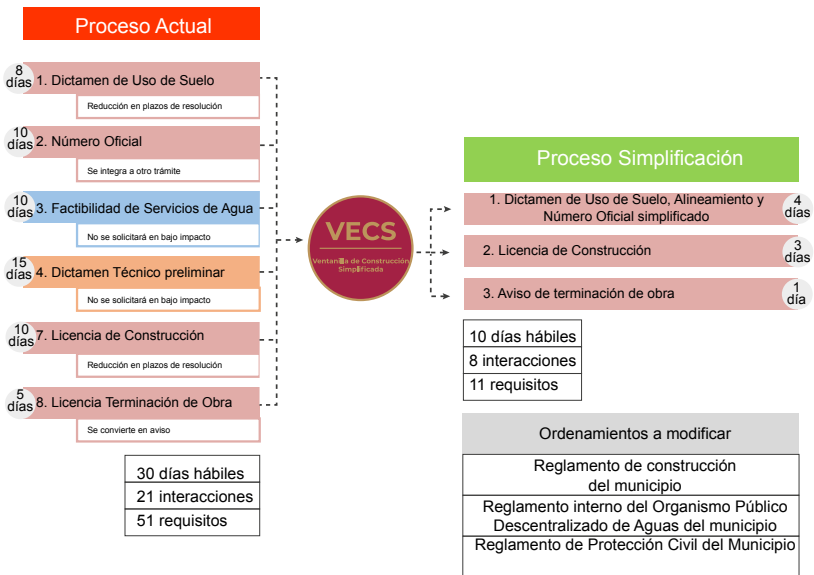 Proceso Actual
8
días
1. Dictamen de Uso de Suelo
Reducción en plazos de resolución
10
días
2. Número Oficial
Se integra a otro trámite
10
días
3. Factibilidad de Servicios de Agua
No se solicitará en bajo impacto
15
días
4. Dictamen Técnico preliminar
No se solicitará en bajo impacto
10
días
7. Licencia de Construcción
Reducción en plazos de resolución
5
días
8. Licencia Terminación de Obra
Se convierte en aviso
30 días hábiles
21 interacciones
51 requisitos
VECS
Ventanilla de Construcción
Simplificada
Proceso Simplificación
1. Dictamen de Uso de Suelo, Alineamiento y
Número Oficial simplificado
4
días
2. Licencia de Construcción
3
días
3. Aviso de terminación de obra
1
día
10 días hábiles
8 interacciones
11 requisitos
Ordenamientos a modificar
Reglamento de construcción
del municipio
Reglamento interno del Organismo Público
Descentralizado de Aguas del municipio
Reglamento de Protección Civil del Municipio